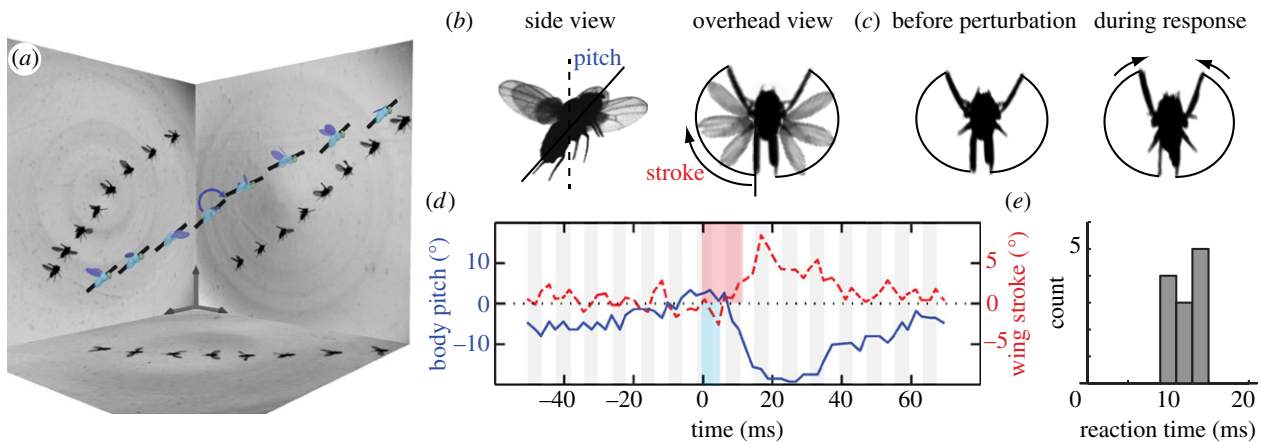 (a)
(b) side view
pitch
overhead view
stroke
(c) before perturbation
during response
(d)
body pitch (°)
10
0
−10
wing stroke (°)
5
0
−5
−40 −20 0 20 40 60
time (ms)
(e)
count
5
0 10 20
reaction time (ms)